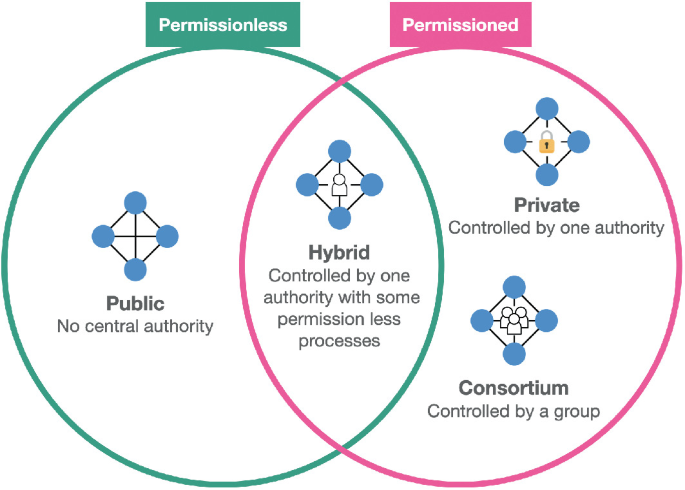 Permissionless
Permissioned
Private
Controlled by one authority
Hybrid
Controlled by one
authority with some
permission less
processes
Public
No central authority
Consortium
Controlled by a group